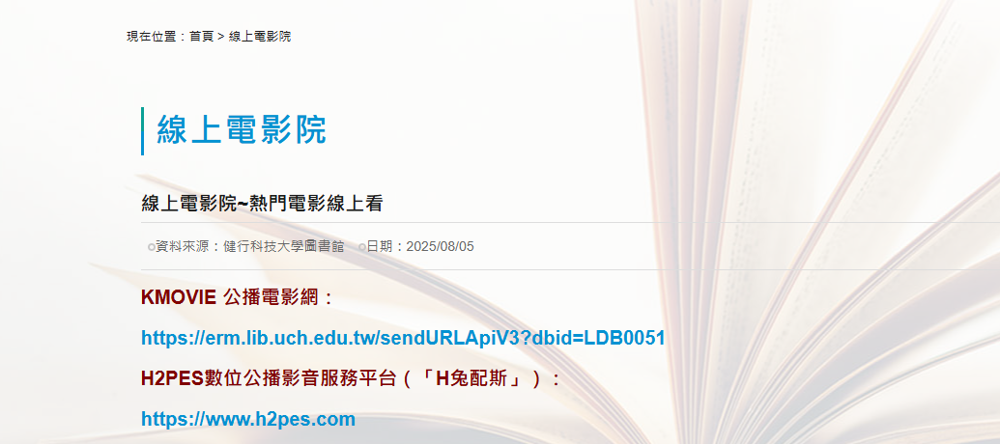 現在位置：首頁 > 線上電影院
線上電影院
線上電影院~熱門電影線上看
○資料來源：健行科技大學圖書館 ○日期：2025/08/05
KMOVIE 公播電影網：
https://erm.lib.uch.edu.tw/sendURLApiV3?dbid=LDB0051
H2PES數位公播影音服務平台（「H兔配斯」）：
https://www.h2pes.com